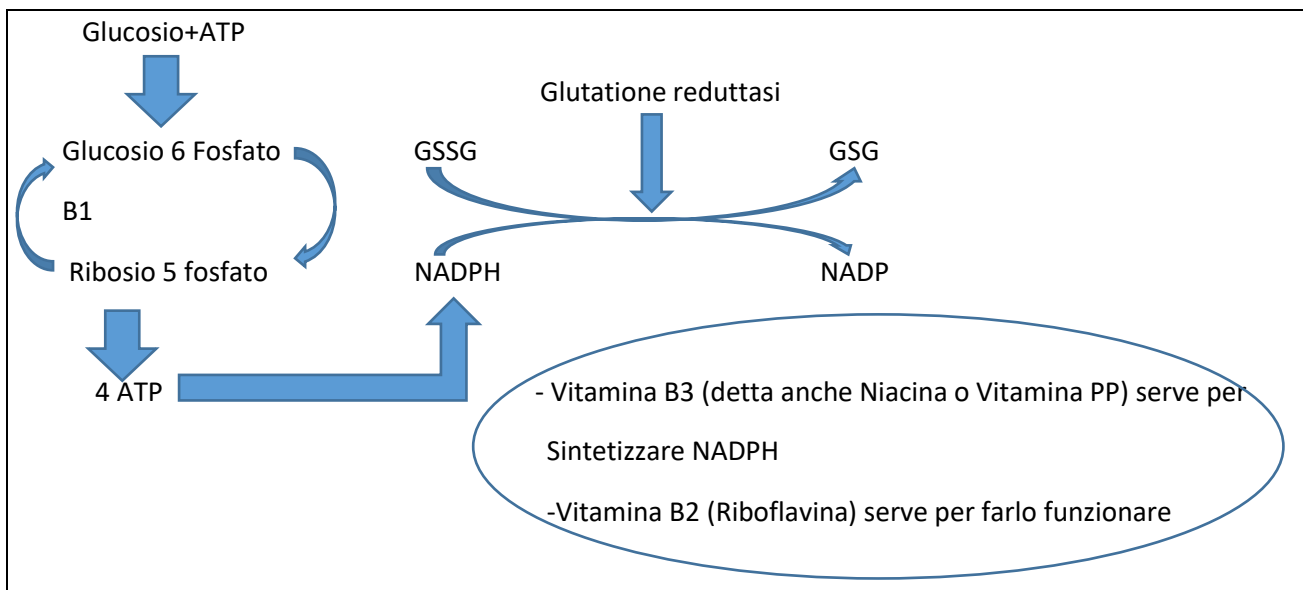 Glucosio+ATP
Glutatione reduttasi
Glucosio 6 Fosfato
GSSG
GSG
B1
Ribosio 5 fosfato
NADPH
NADP
4 ATP
- Vitamina B3 (detta anche Niacina o Vitamina PP) serve per
Sintetizzare NADPH
-Vitamina B2 (Riboflavina) serve per farlo funzionare